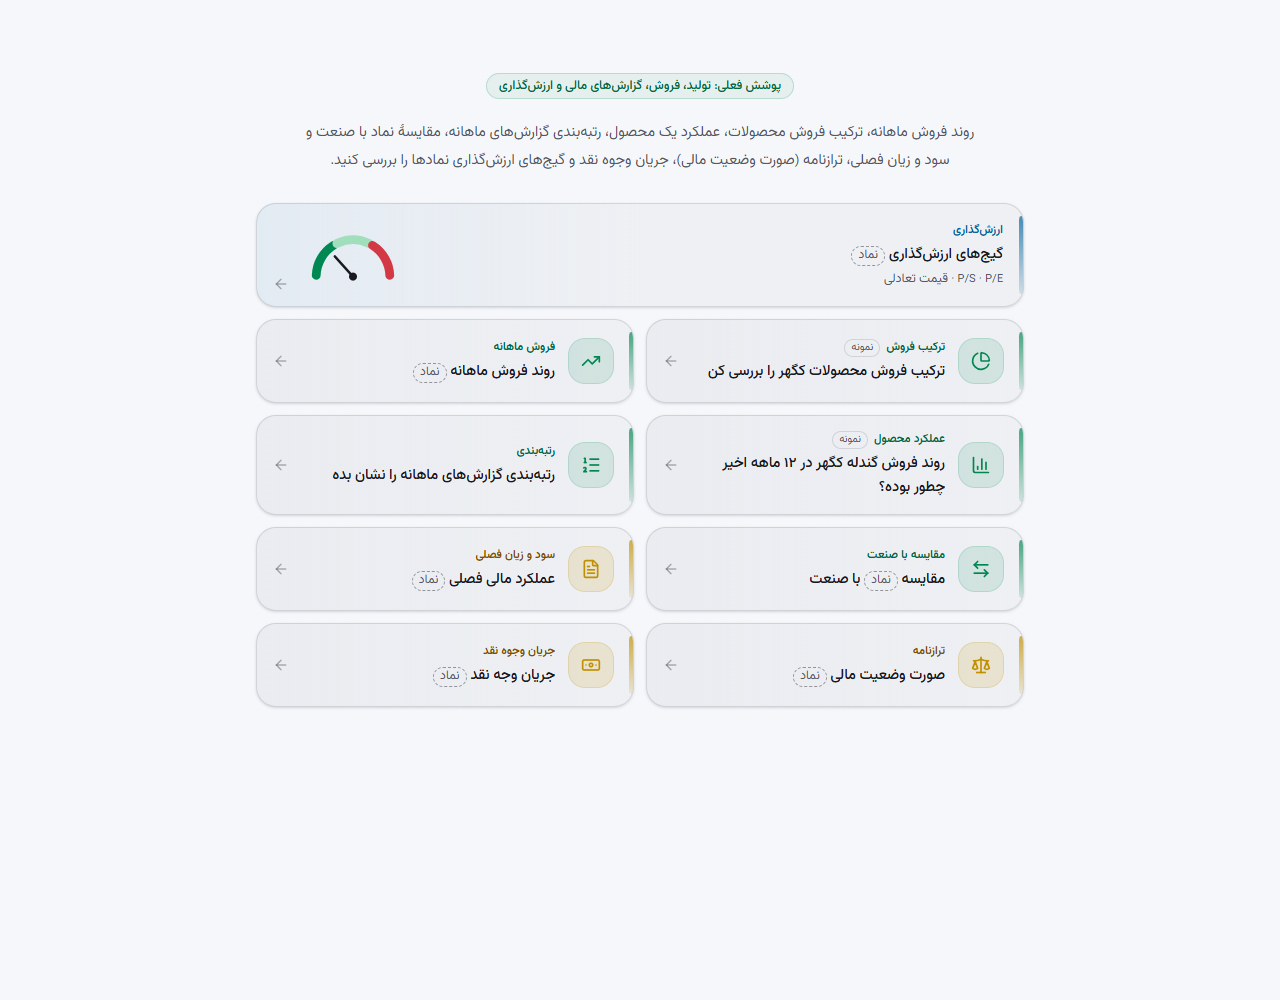 پوشش فعلی: تولید، فروش، گزارش‌های مالی و ارزش‌گذاری
روند فروش ماهانه، ترکیب فروش محصولات، عملکرد یک محصول، رتبه‌بندی گزارش‌های ماهانه، مقایسهٔ نماد با صنعت و
سود و زیان فصلی، ترازنامه (صورت وضعیت مالی)، جریان وجوه نقد و گیج‌های ارزش‌گذاری نمادها را بررسی کنید.
ارزش‌گذاری
گیج‌های ارزش‌گذاری نماد
P/S · P/E · قیمت تعادلی
ترکیب فروش نمونه
ترکیب فروش محصولات کگهر را بررسی کن
فروش ماهانه
روند فروش ماهانه نماد
عملکرد محصول نمونه
روند فروش گندله کگهر در ۱۲ ماهه اخیر
چطور بوده؟
رتبه‌بندی
رتبه‌بندی گزارش‌های ماهانه را نشان بده
مقایسه با صنعت
مقایسه نماد با صنعت
سود و زیان فصلی
عملکرد مالی فصلی نماد
ترازنامه
صورت وضعیت مالی نماد
جریان وجوه نقد
جریان وجه نقد نماد